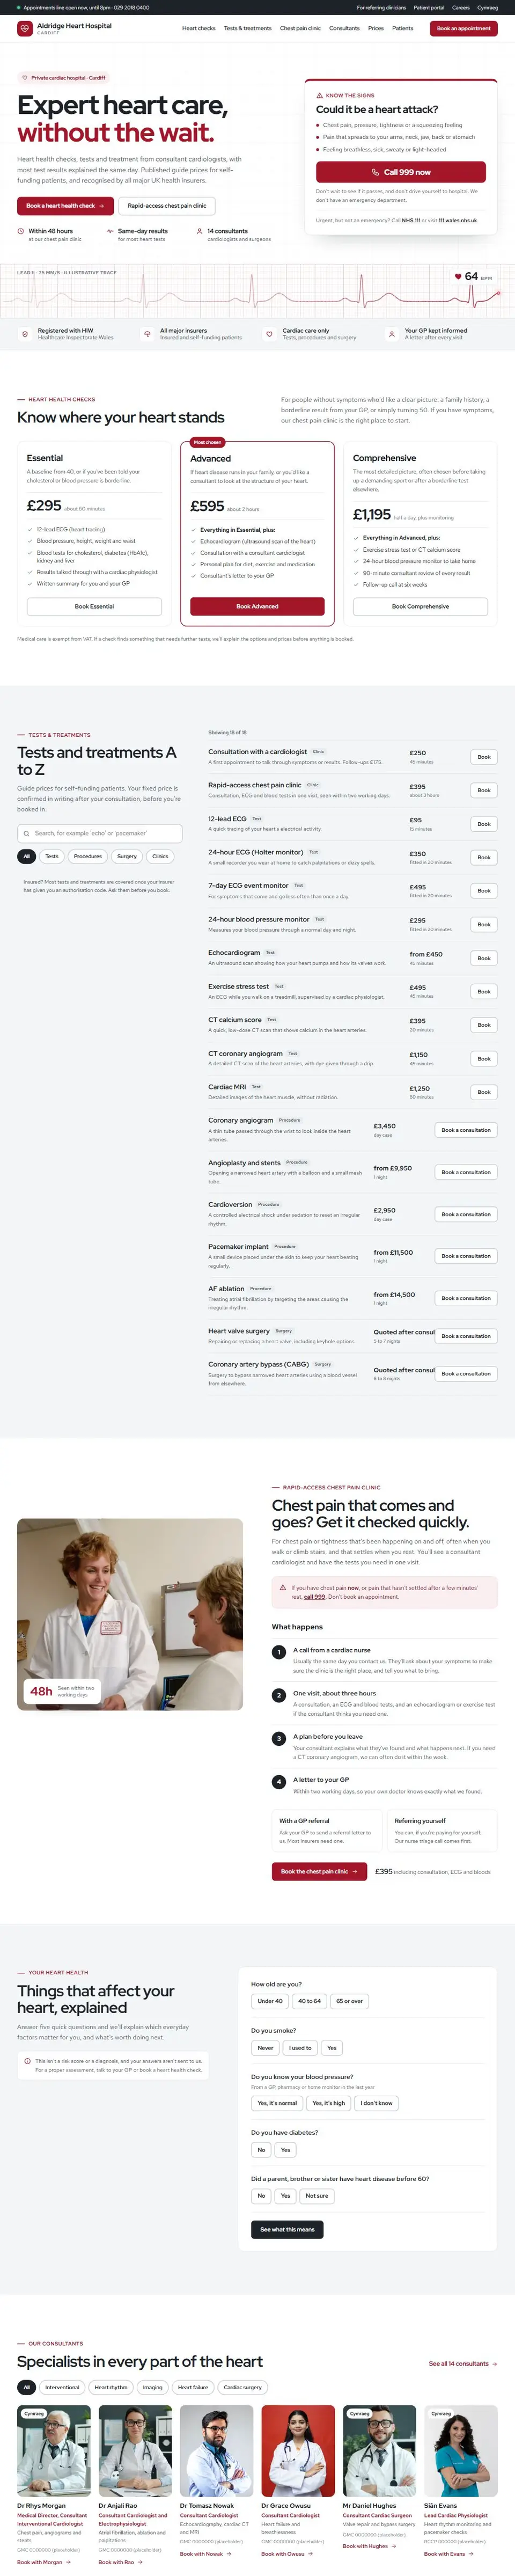 Appointments line open now, until 8pm · 029 2018 0400
For referring clinicians
Patient portal
Careers
Cymraeg
Aldridge Heart Hospital
CARDIFF
Heart checks
Tests & treatments
Chest pain clinic
Consultants
Prices
Patients
Book an appointment
Private cardiac hospital · Cardiff
Expert heart care,
without the wait.
Heart health checks, tests and treatment from consultant cardiologists, with
most test results explained the same day. Published guide prices for self-
funding patients, and recognised by all major UK health insurers.
Book a heart health check →
Rapid-access chest pain clinic
Within 48 hours
at our chest pain clinic
Same-day results
for most heart tests
14 consultants
cardiologists and surgeons
KNOW THE SIGNS
Could it be a heart attack?
Chest pain, pressure, tightness or a squeezing feeling
Pain that spreads to your arms, neck, jaw, back or stomach
Feeling breathless, sick, sweaty or light-headed
Call 999 now
Don't wait to see if it passes, and don't drive yourself to hospital. We
don't have an emergency department.
Urgent, but not an emergency? Call NHS 111 or visit 111.wales.nhs.uk.
LEAD II · 25 MM/S · ILLUSTRATIVE TRACE
64 BPM
Registered with HIW
Healthcare Inspectorate Wales
All major insurers
Insured and self-funding patients
Cardiac care only
Tests, procedures and surgery
Your GP kept informed
A letter after every visit
HEART HEALTH CHECKS
Know where your heart stands
For people without symptoms who'd like a clear picture: a family history, a
borderline result from your GP, or simply turning 50. If you have symptoms,
our chest pain clinic is the right place to start.
Essential
A baseline from 40, or if you've been told your
cholesterol or blood pressure is borderline.
£295 about 60 minutes
12-lead ECG (heart tracing)
Blood pressure, height, weight and waist
Blood tests for cholesterol, diabetes (HbA1c),
kidney and liver
Results talked through with a cardiac physiologist
Written summary for you and your GP
Book Essential
Most chosen
Advanced
If heart disease runs in your family, or you'd like a
consultant to look at the structure of your heart.
£595 about 2 hours
Everything in Essential, plus:
Echocardiogram (ultrasound scan of the heart)
Consultation with a consultant cardiologist
Personal plan for diet, exercise and medication
Consultant's letter to your GP
Book Advanced
Comprehensive
The most detailed picture, often chosen before taking
up a demanding sport or after a borderline test
elsewhere.
£1,195 half a day, plus monitoring
Everything in Advanced, plus:
Exercise stress test or CT calcium score
24-hour blood pressure monitor to take home
90-minute consultant review of every result
Follow-up call at six weeks
Book Comprehensive
Medical care is exempt from VAT. If a check finds something that needs further tests, we'll explain the options and prices before anything is booked.
TESTS & TREATMENTS
Tests and treatments A
to Z
Guide prices for self-funding patients. Your fixed price is
confirmed in writing after your consultation, before you're
booked in.
Search, for example 'echo' or 'pacemaker'
All
Tests
Procedures
Surgery
Clinics
Insured? Most tests and treatments are covered once your insurer
has given you an authorisation code. Ask them before you book.
Showing 18 of 18
Consultation with a cardiologist Clinic
A first appointment to talk through symptoms or results. Follow-ups £175.
£250
45 minutes
Book
Rapid-access chest pain clinic Clinic
Consultation, ECG and blood tests in one visit, seen within two working days.
£395
about 3 hours
Book
12-lead ECG Test
A quick tracing of your heart's electrical activity.
£95
15 minutes
Book
24-hour ECG (Holter monitor) Test
A small recorder you wear at home to catch palpitations or dizzy spells.
£350
fitted in 20 minutes
Book
7-day ECG event monitor Test
For symptoms that come and go less often than once a day.
£495
fitted in 20 minutes
Book
24-hour blood pressure monitor Test
Measures your blood pressure through a normal day and night.
£295
fitted in 20 minutes
Book
Echocardiogram Test
An ultrasound scan showing how your heart pumps and how its valves work.
from £450
45 minutes
Book
Exercise stress test Test
An ECG while you walk on a treadmill, supervised by a cardiac physiologist.
£495
45 minutes
Book
CT calcium score Test
A quick, low-dose CT scan that shows calcium in the heart arteries.
£395
20 minutes
Book
CT coronary angiogram Test
A detailed CT scan of the heart arteries, with dye given through a drip.
£1,150
45 minutes
Book
Cardiac MRI Test
Detailed images of the heart muscle, without radiation.
£1,250
60 minutes
Book
Coronary angiogram Procedure
A thin tube passed through the wrist to look inside the heart
arteries.
£3,450
day case
Book a consultation
Angioplasty and stents Procedure
Opening a narrowed heart artery with a balloon and a small mesh
tube.
from £9,950
1 night
Book a consultation
Cardioversion Procedure
A controlled electrical shock under sedation to reset an irregular
rhythm.
£2,950
day case
Book a consultation
Pacemaker implant Procedure
A small device placed under the skin to keep your heart beating
regularly.
from £11,500
1 night
Book a consultation
AF ablation Procedure
Treating atrial fibrillation by targeting the areas causing the
irregular rhythm.
from £14,500
1 night
Book a consultation
Heart valve surgery Surgery
Repairing or replacing a heart valve, including keyhole options.
Quoted after consul
5 to 7 nights
Book a consultation
Coronary artery bypass (CABG) Surgery
Surgery to bypass narrowed heart arteries using a blood vessel
from elsewhere.
Quoted after consul
6 to 8 nights
Book a consultation
RAPID-ACCESS CHEST PAIN CLINIC
Chest pain that comes and
goes? Get it checked quickly.
For chest pain or tightness that's been happening on and off, often when you
walk or climb stairs, and that settles when you rest. You'll see a consultant
cardiologist and have the tests you need in one visit.
If you have chest pain now, or pain that hasn't settled after a few minutes'
rest, call 999. Don't book an appointment.
What happens
1
A call from a cardiac nurse
Usually the same day you contact us. They'll ask about your symptoms to make
sure the clinic is the right place, and tell you what to bring.
2
One visit, about three hours
A consultation, an ECG and blood tests, and an echocardiogram or exercise test
if the consultant thinks you need one.
3
A plan before you leave
Your consultant explains what they've found and what happens next. If you need
a CT coronary angiogram, we can often do it within the week.
4
A letter to your GP
Within two working days, so your own doctor knows exactly what we found.
With a GP referral
Ask your GP to send a referral letter to
us. Most insurers need one.
Referring yourself
You can, if you're paying for yourself.
Our nurse triage call comes first.
Book the chest pain clinic →
£395 including consultation, ECG and bloods
48h
Seen within two
working days
YOUR HEART HEALTH
Things that affect your
heart, explained
Answer five quick questions and we'll explain which everyday
factors matter for you, and what's worth doing next.
This isn't a risk score or a diagnosis, and your answers aren't sent to us.
For a proper assessment, talk to your GP or book a heart health check.
How old are you?
Under 40
40 to 64
65 or over
Do you smoke?
Never
I used to
Yes
Do you know your blood pressure?
From a GP, pharmacy or home monitor in the last year
Yes, it's normal
Yes, it's high
I don't know
Do you have diabetes?
No
Yes
Did a parent, brother or sister have heart disease before 60?
No
Yes
Not sure
See what this means
OUR CONSULTANTS
Specialists in every part of the heart
See all 14 consultants →
All
Interventional
Heart rhythm
Imaging
Heart failure
Cardiac surgery
Cymraeg
Dr Rhys Morgan
Medical Director, Consultant
Interventional Cardiologist
Chest pain, angiograms and
stents
GMC 0000000 (placeholder)
Book with Morgan →
Dr Anjali Rao
Consultant Cardiologist and
Electrophysiologist
Atrial fibrillation, ablation and
palpitations
GMC 0000000 (placeholder)
Book with Rao →
Dr Tomasz Nowak
Consultant Cardiologist
Echocardiography, cardiac CT
and MRI
GMC 0000000 (placeholder)
Book with Nowak →
Dr Grace Owusu
Consultant Cardiologist
Heart failure and
breathlessness
GMC 0000000 (placeholder)
Book with Owusu →
Cymraeg
Mr Daniel Hughes
Consultant Cardiac Surgeon
Valve repair and bypass surgery
GMC 0000000 (placeholder)
Book with Hughes →
Cymraeg
Siân Evans
Lead Cardiac Physiologist
Heart rhythm monitoring and
pacemaker checks
RCCP 000000 (placeholder)
Book with Evans →